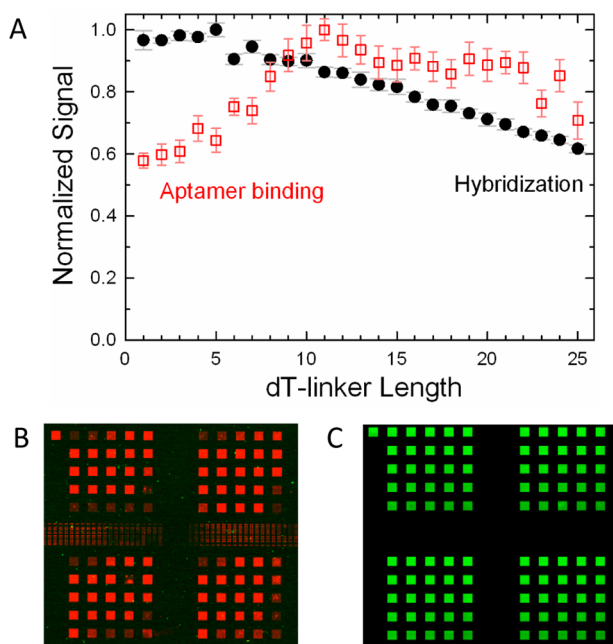 A
Normalized Signal
1.0
0.8
0.6
0.4
0.2
0.0
Aptamer binding
Hybridization
0 5 10 15 20 25
dT-linker Length
B
C